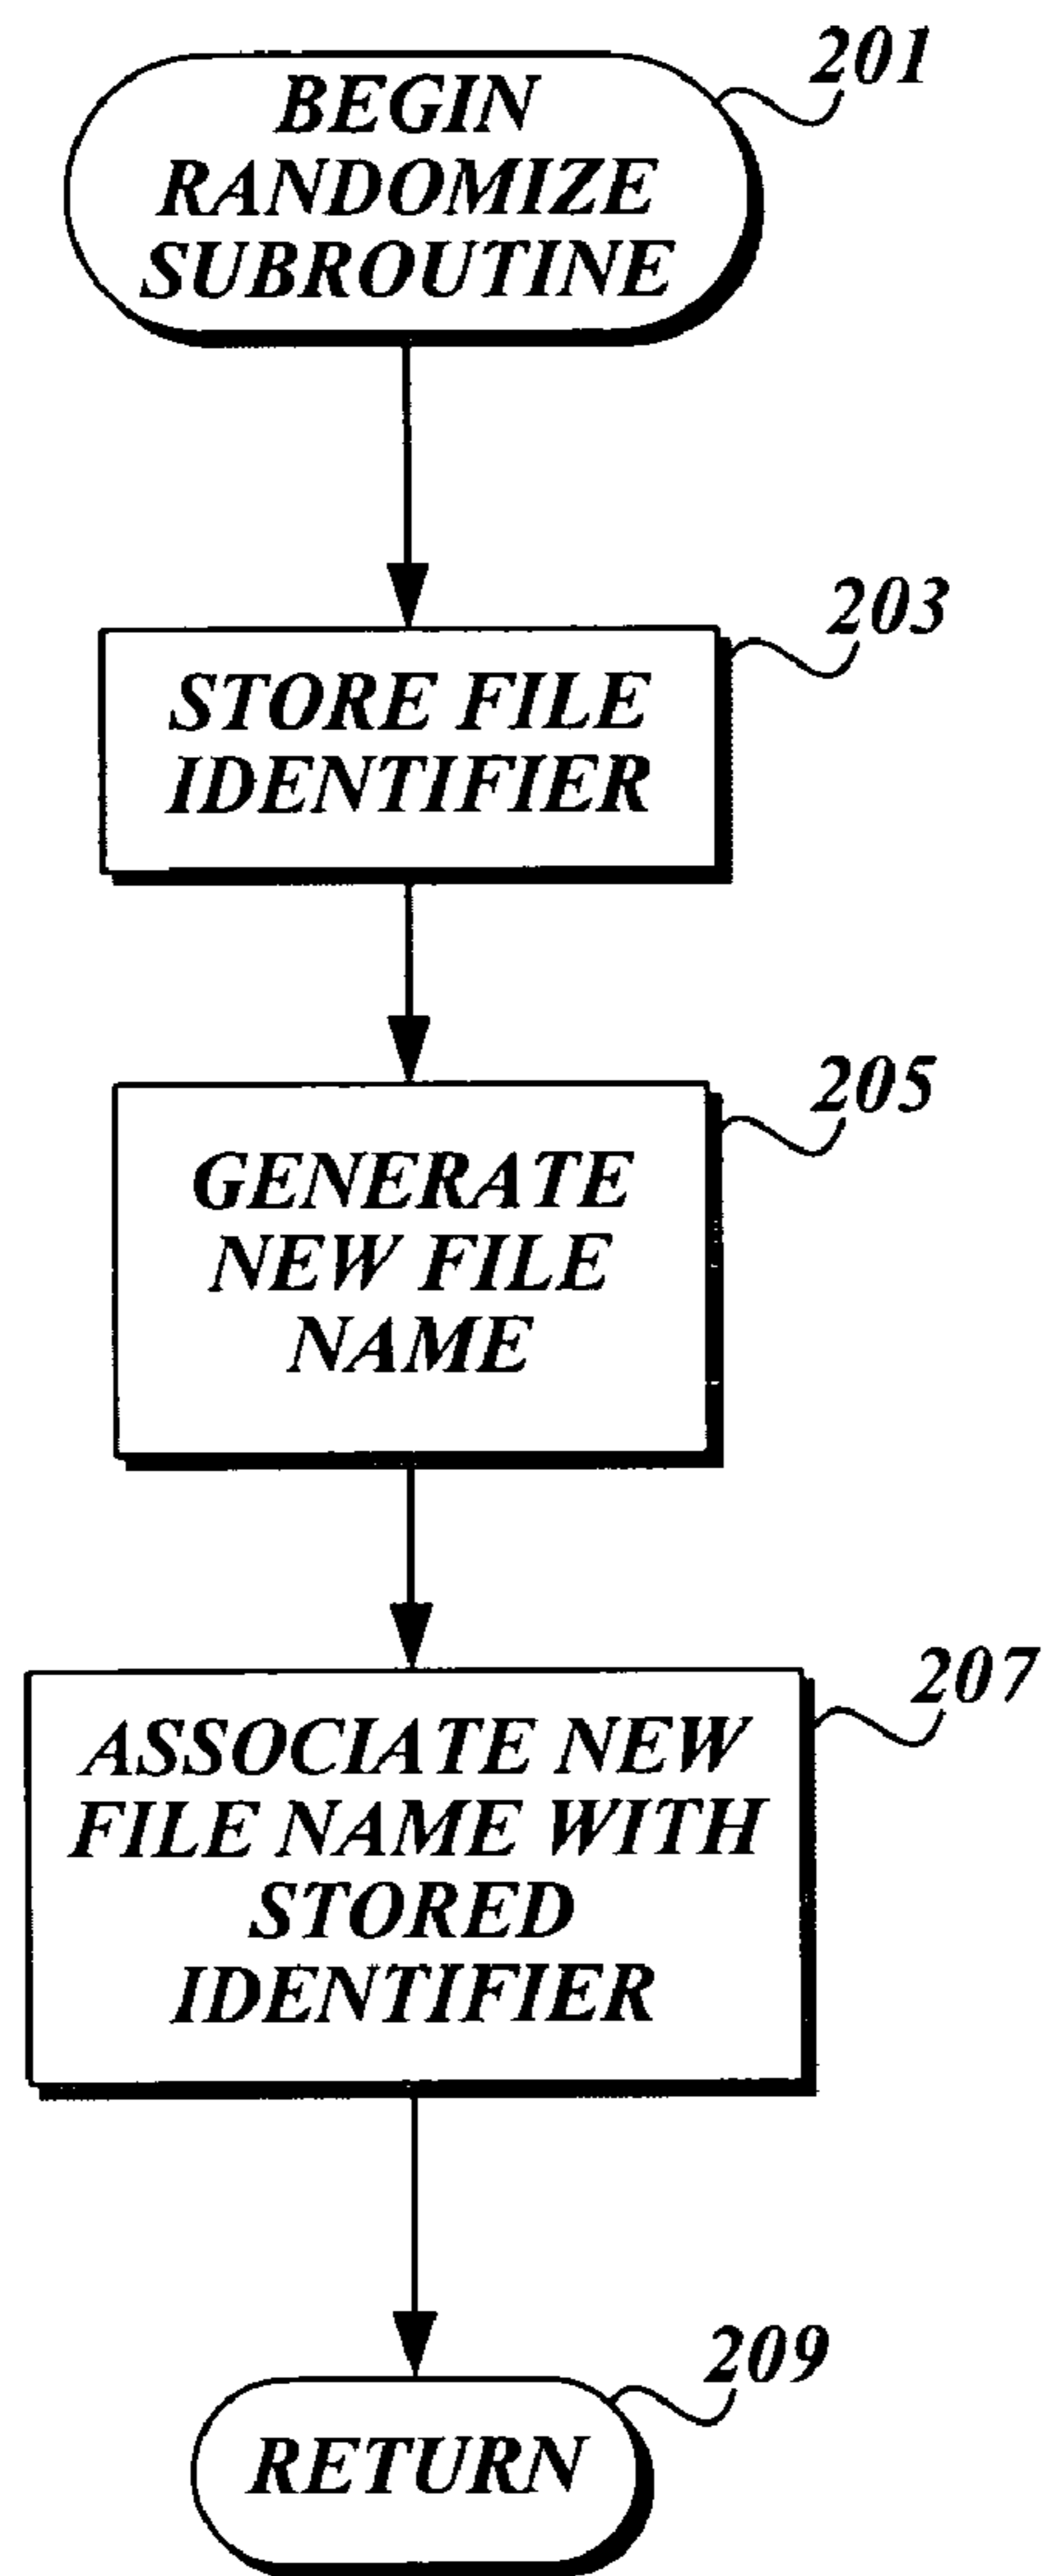 201
BEGIN
RANDOMIZE
SUBROUTINE
203
STORE FILE
IDENTIFIER
205
GENERATE
NEW FILE
NAME
207
ASSOCIATE NEW
FILE NAME WITH
STORED
IDENTIFIER
209
RETURN